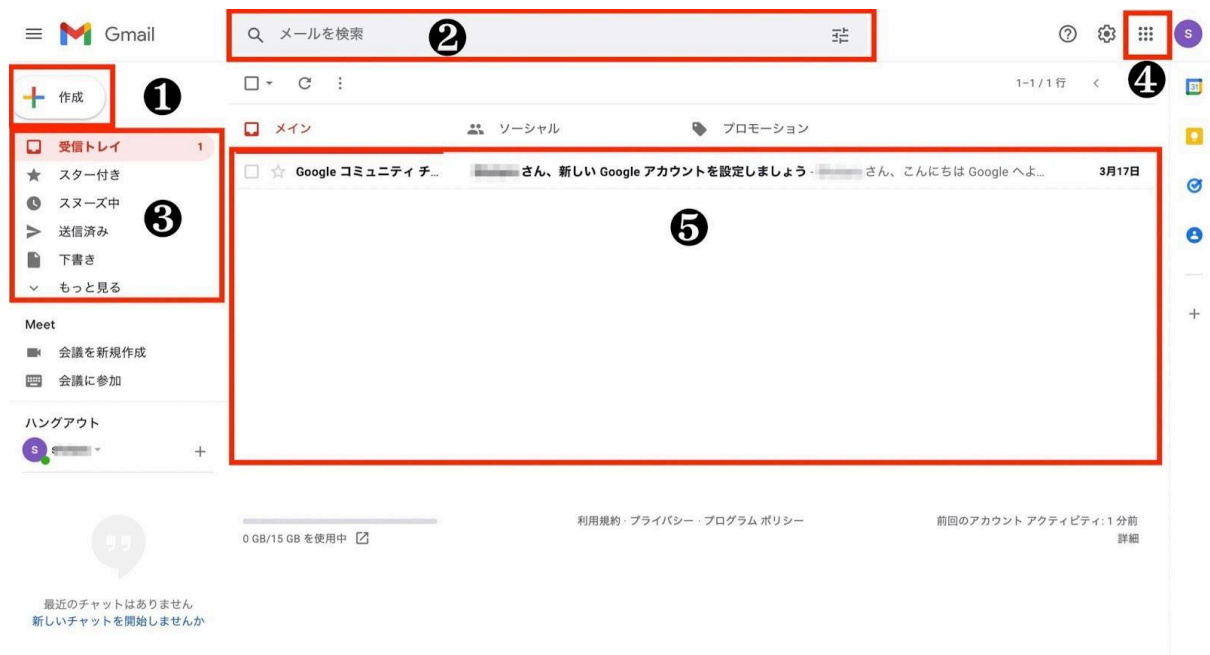 Gmail
メールを検索
❷
S
❹
作成
❶
1–1 / 1 行
31
メイン
ソーシャル
プロモーション
受信トレイ 1
スター付き
スヌーズ中
送信済み
下書き
もっと見る
❸
Google コミュニティ チ... さん、新しい Google アカウントを設定しましょう - さん、こんにちは Google へよ... 3月17日
❺
Meet
会議を新規作成
会議に参加
ハングアウト
S
0 GB/15 GB を使用中
利用規約 · プライバシー · プログラム ポリシー
前回のアカウント アクティビティ: 1 分前
詳細
最近のチャットはありません
新しいチャットを開始しませんか